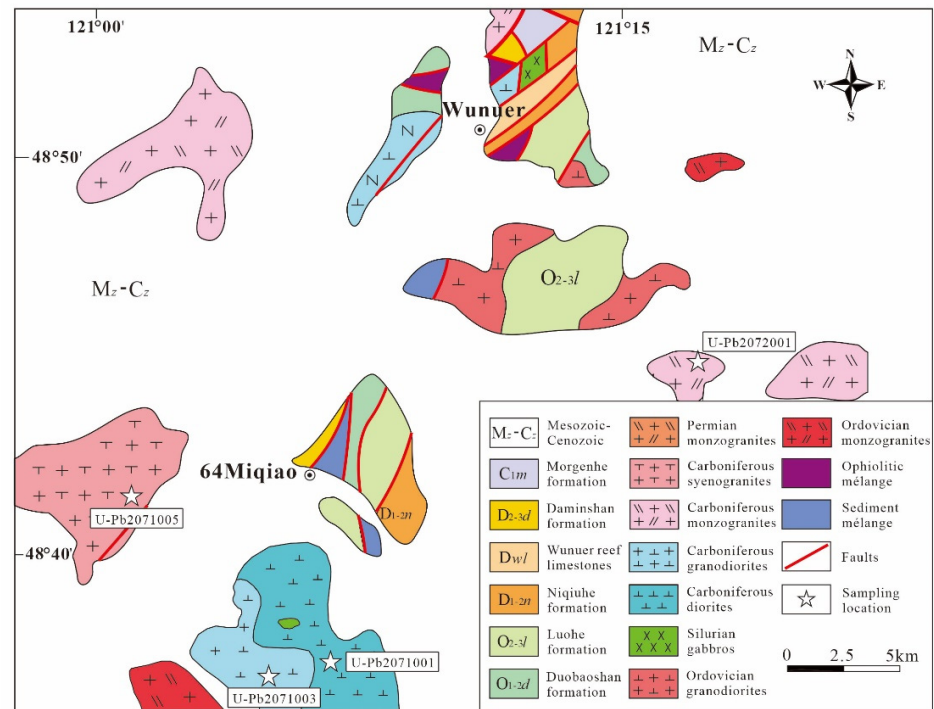 121°00′
121°15′
Mz-Cz
N
W E
S
Wunuer
48°50′
Mz-Cz
O2-3l
U-Pb2072001
64Miqiao
U-Pb2071005
D1-2n
48°40′
U-Pb2071001
U-Pb2071003
Mz-Cz Mesozoic-
Cenozoic
C1m Morgenhe
formation
D2-3d Daminshan
formation
Dwl Wunuer reef
limestones
D1-2n Niqiuhe
formation
O2-3l Luohe
formation
O1-2d Duobaoshan
formation
Permian
monzogranites
Carboniferous
syenogranites
Carboniferous
monzogranites
Carboniferous
granodiorites
Carboniferous
diorites
Silurian
gabbros
Ordovician
granodiorites
Ordovician
monzogranites
Ophiolitic
mélange
Sediment
mélange
Faults
Sampling
location
0 2.5 5km